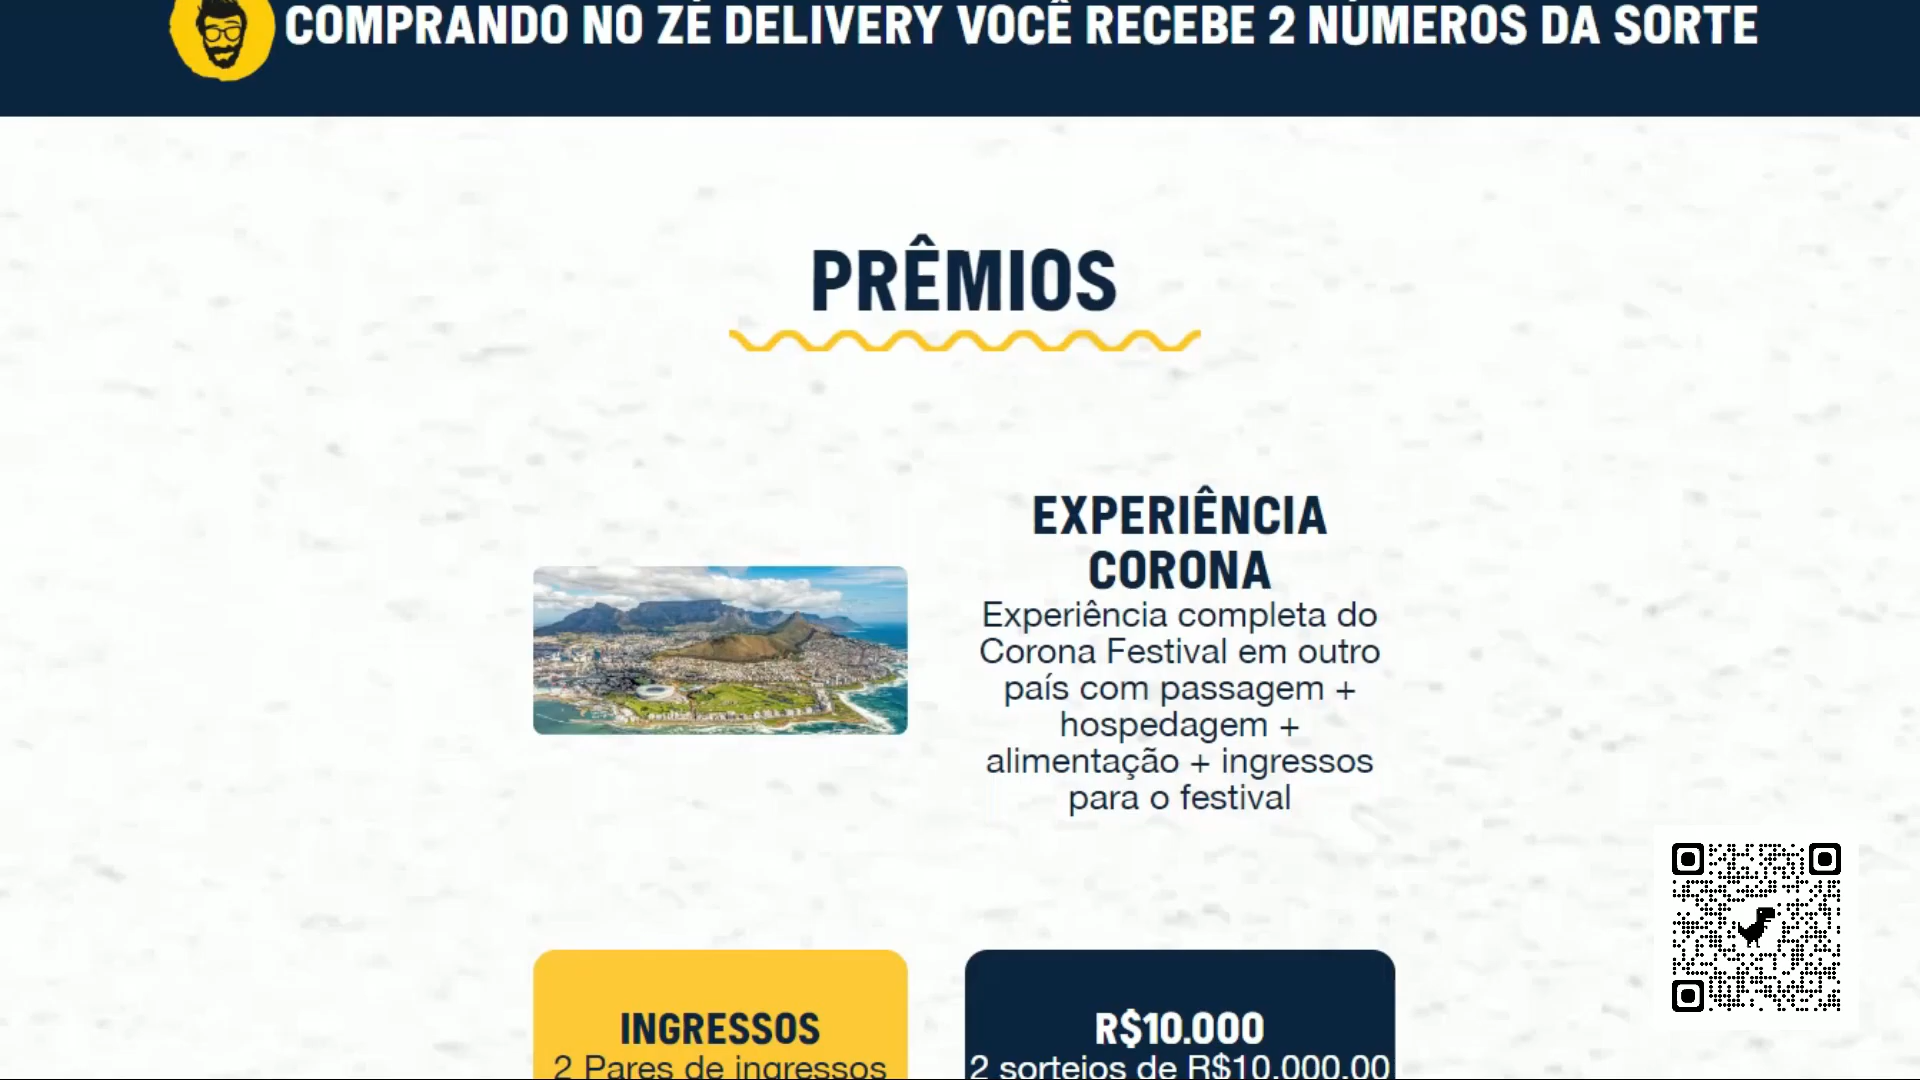 COMPRANDO NO ZÉ DELIVERY VOCÊ RECEBE 2 NÚMEROS DA SORTE
PRÊMIOS
EXPERIÊNCIA
CORONA
Experiência completa do
Corona Festival em outro
país com passagem +
hospedagem +
alimentação + ingressos
para o festival
INGRESSOS
2 Pares de ingressos
R$10.000
2 sorteios de R$10.000,00